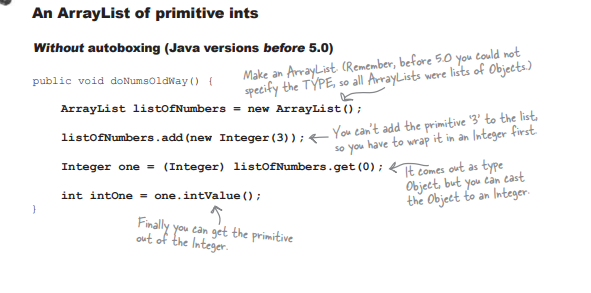 An ArrayList of primitive ints
Without autoboxing (Java versions before 5.0)
public void doNumsOldWay() {
Make an ArrayList. (Remember, before 5.0 you could not
specify the TYPE, so all ArrayLists were lists of Objects.)
ArrayList listOfNumbers = new ArrayList();
listOfNumbers.add(new Integer(3));
You can't add the primitive '3' to the list,
so you have to wrap it in an Integer first.
Integer one = (Integer) listOfNumbers.get(0);
It comes out as type
Object, but you can cast
the Object to an Integer.
int intOne = one.intValue();
}
Finally you can get the primitive
out of the Integer.